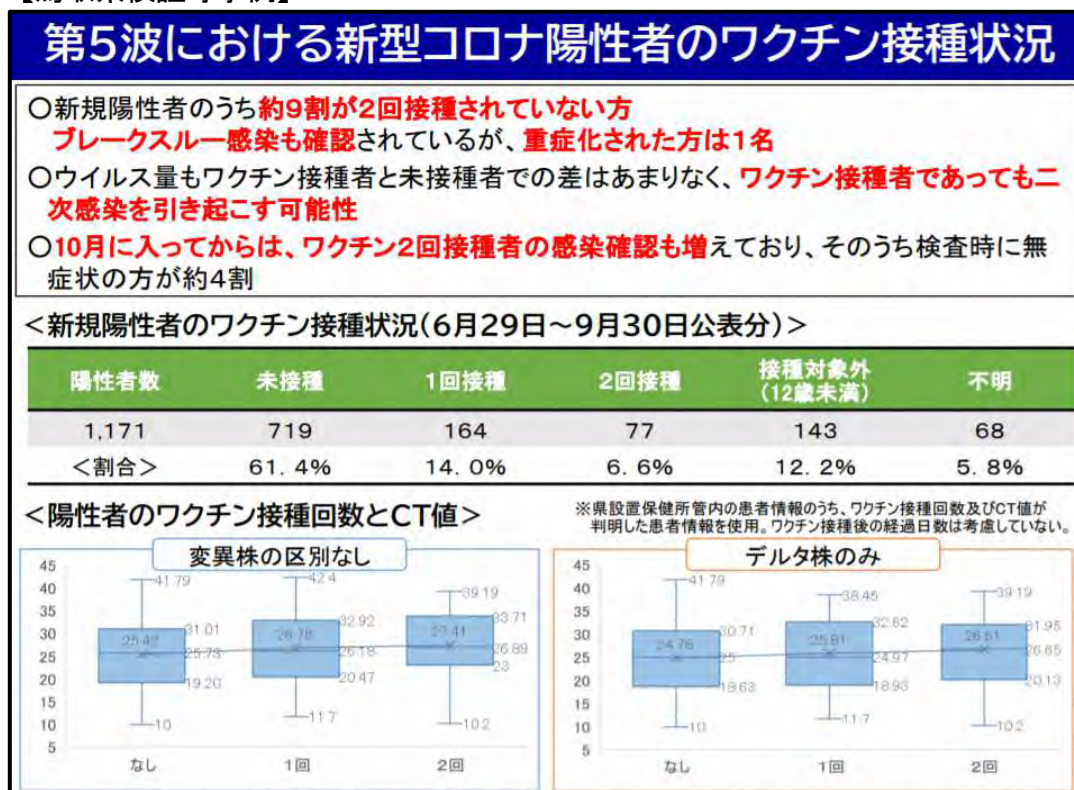 第5波における新型コロナ陽性者のワクチン接種状況
○新規陽性者のうち約9割が2回接種されていない方
ブレークスルー感染も確認されているが、重症化された方は1名
○ウイルス量もワクチン接種者と未接種者での差はあまりなく、ワクチン接種者であっても二
次感染を引き起こす可能性
○10月に入ってからは、ワクチン2回接種者の感染確認も増えており、そのうち検査時に無
症状の方が約4割
<新規陽性者のワクチン接種状況(6月29日~9月30日公表分)>
陽性者数 未接種 1回接種 2回接種 接種対象外 不明
(12歳未満)
1,171 719 164 77 143 68
<割合> 61.4% 14.0% 6.6% 12.2% 5.8%
<陽性者のワクチン接種回数とCT値>
※県設置保健所管内の患者情報のうち、ワクチン接種回数及びCT値が
判明した患者情報を使用。ワクチン接種後の経過日数は考慮していない。
変異株の区別なし
45
40
35
30
25
20
15
10
5
41.79
31.01
25.73
19.20
10
42.4
32.92
26.78
26.18
20.47
11.7
39.19
33.71
27.41
26.89
23
10.2
なし 1回 2回
デルタ株のみ
45
40
35
30
25
20
15
10
5
41.79
30.71
24.76
25
18.63
10
38.45
32.62
25.81
24.97
18.93
11.7
39.19
31.95
26.51
26.65
20.13
10.2
なし 1回 2回